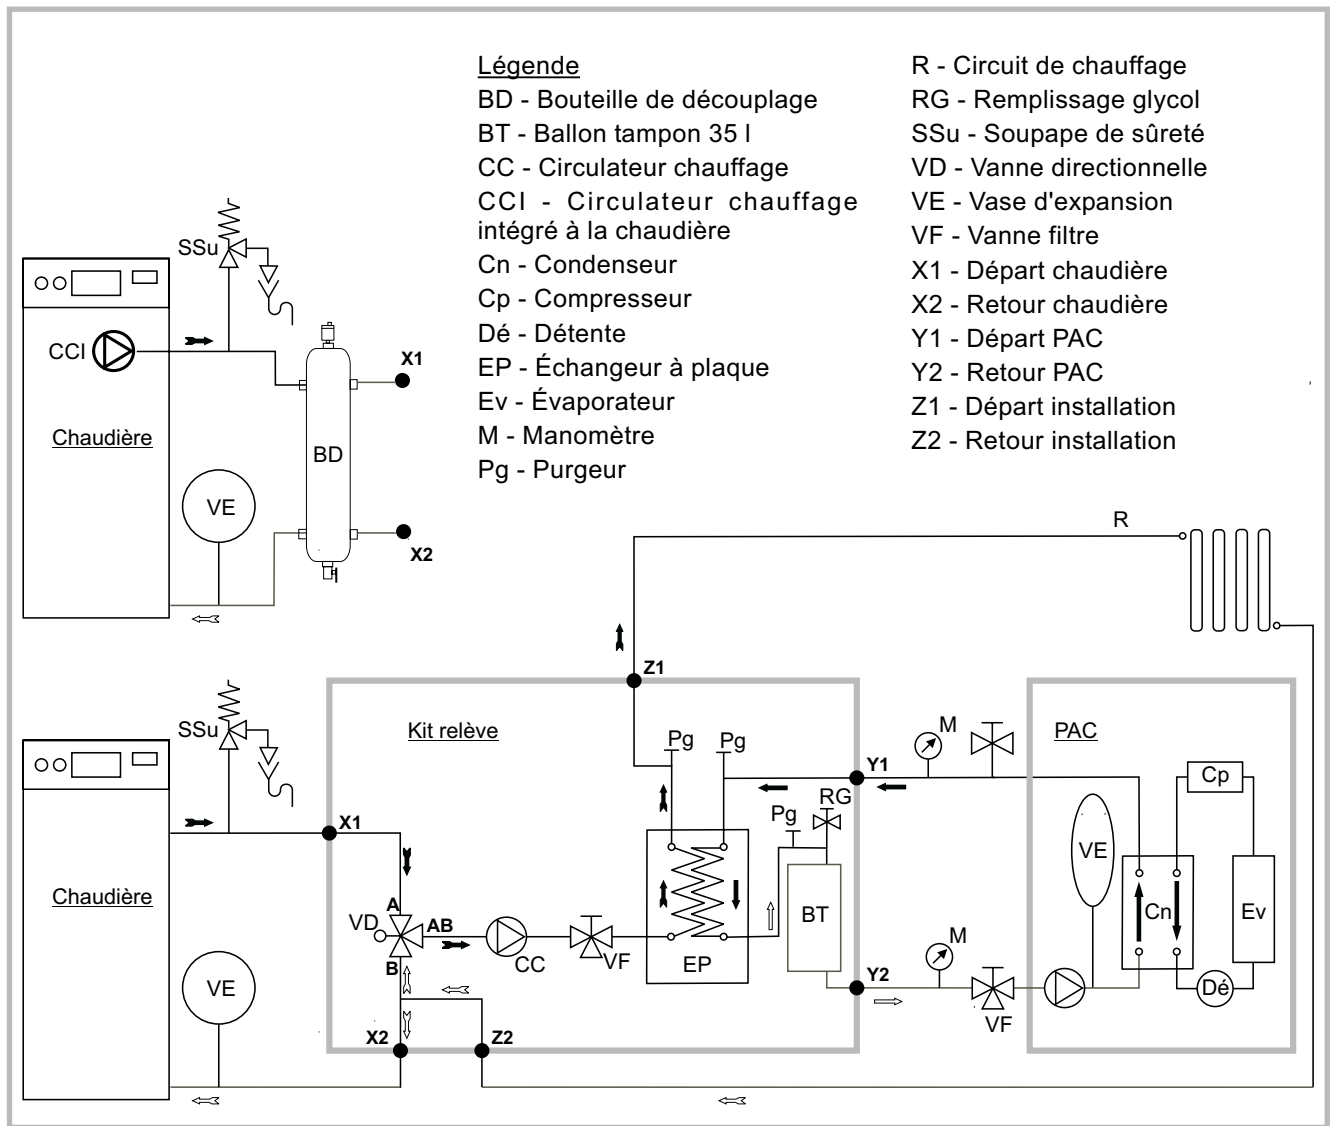 Légende
BD - Bouteille de découplage
BT - Ballon tampon 35 l
CC - Circulateur chauffage
CCI - Circulateur chauffage
intégré à la chaudière
Cn - Condenseur
Cp - Compresseur
Dé - Détente
EP - Échangeur à plaque
Ev - Évaporateur
M - Manomètre
Pg - Purgeur
R - Circuit de chauffage
RG - Remplissage glycol
SSu - Soupape de sûreté
VD - Vanne directionnelle
VE - Vase d'expansion
VF - Vanne filtre
X1 - Départ chaudière
X2 - Retour chaudière
Y1 - Départ PAC
Y2 - Retour PAC
Z1 - Départ installation
Z2 - Retour installation
SSu
CCI
X1
Chaudière
BD
VE
X2
R
Z1
SSu
Kit relève
Pg
Pg
M
PAC
Y1
Cp
RG
Pg
X1
VE
Chaudière
A
VD
AB
BT
Cn
Ev
B
CC
VF
EP
M
Y2
VE
Dé
VF
X2
Z2